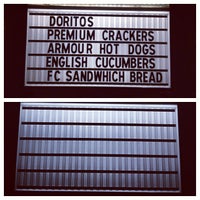 DORITOS
PREMIUM CRACKERS
ARMOUR HOT DOGS
ENGLISH CUCUMBERS
FC SANDWHICH BREAD